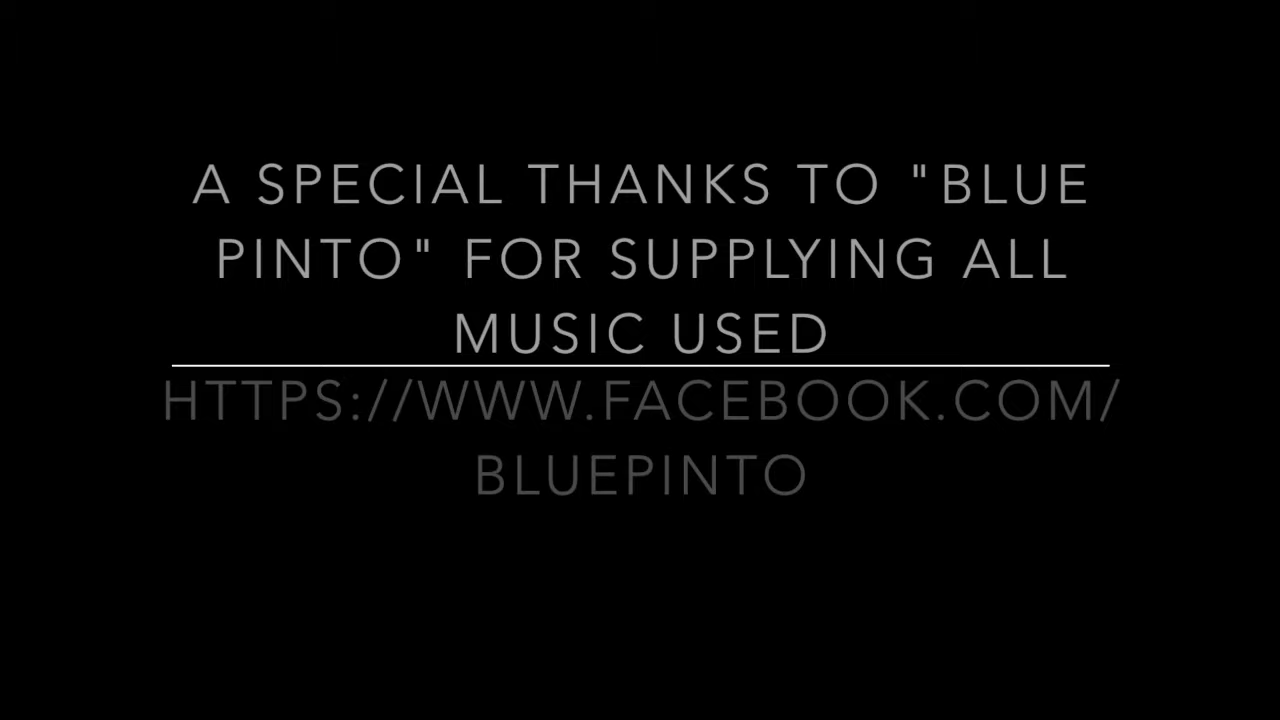 A SPECIAL THANKS TO "BLUE
PINTO" FOR SUPPLYING ALL
MUSIC USED
HTTPS://WWW.FACEBOOK.COM/
BLUEPINTO